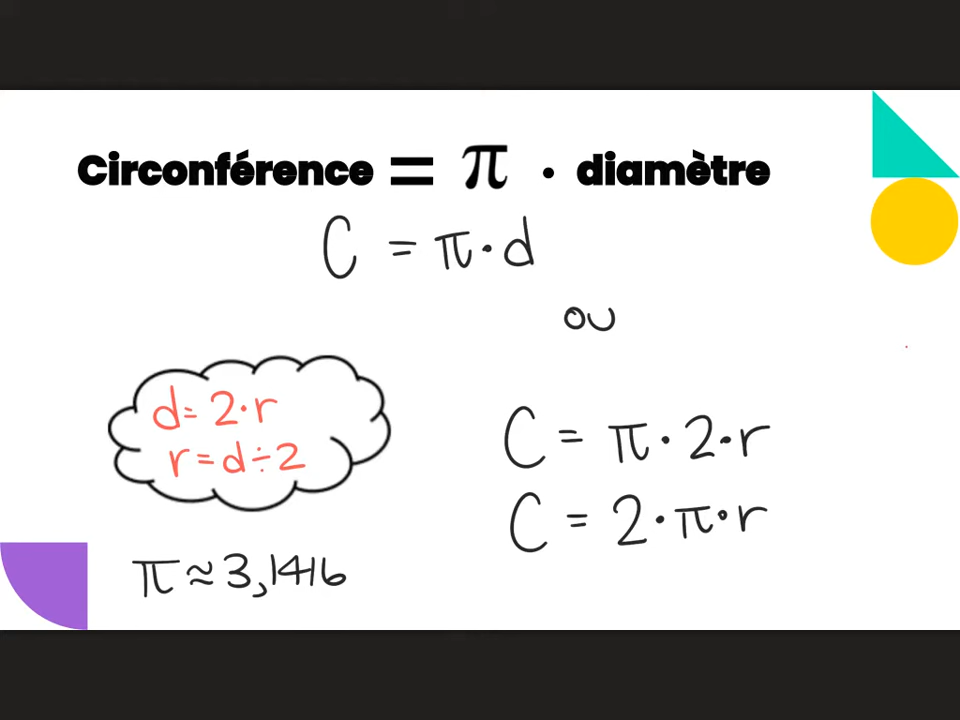 Circonférence = π · diamètre
C = π · d
ou
d = 2 · r
r = d ÷ 2
C = π · 2 · r
C = 2 · π · r
π ≈ 3,1416